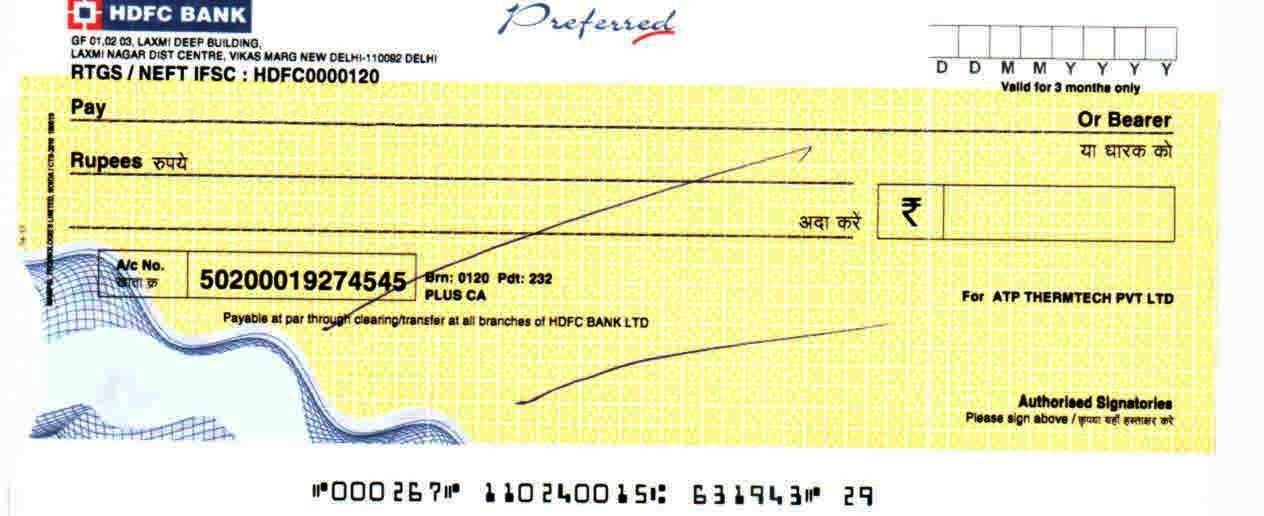 HDFC BANK
Preferred
GF 01,02 03, LAXMI DEEP BUILDING,
LAXMI NAGAR DIST CENTRE, VIKAS MARG NEW DELHI-110092 DELHI
RTGS / NEFT IFSC : HDFC0000120
D D M M Y Y Y Y
Valid for 3 months only
Pay
Or Bearer
या धारक को
Rupees रुपये
अदा करें
₹
A/c No.
खाता क्र
50200019274545
Brn: 0120 Pdt: 232
PLUS CA
For ATP THERMTECH PVT LTD
Payable at par through clearing/transfer at all branches of HDFC BANK LTD
Authorised Signatories
Please sign above / कृपया यहाँ हस्ताक्षर करें
⑈000267⑈ 110240015⑆ 631943⑈ 29